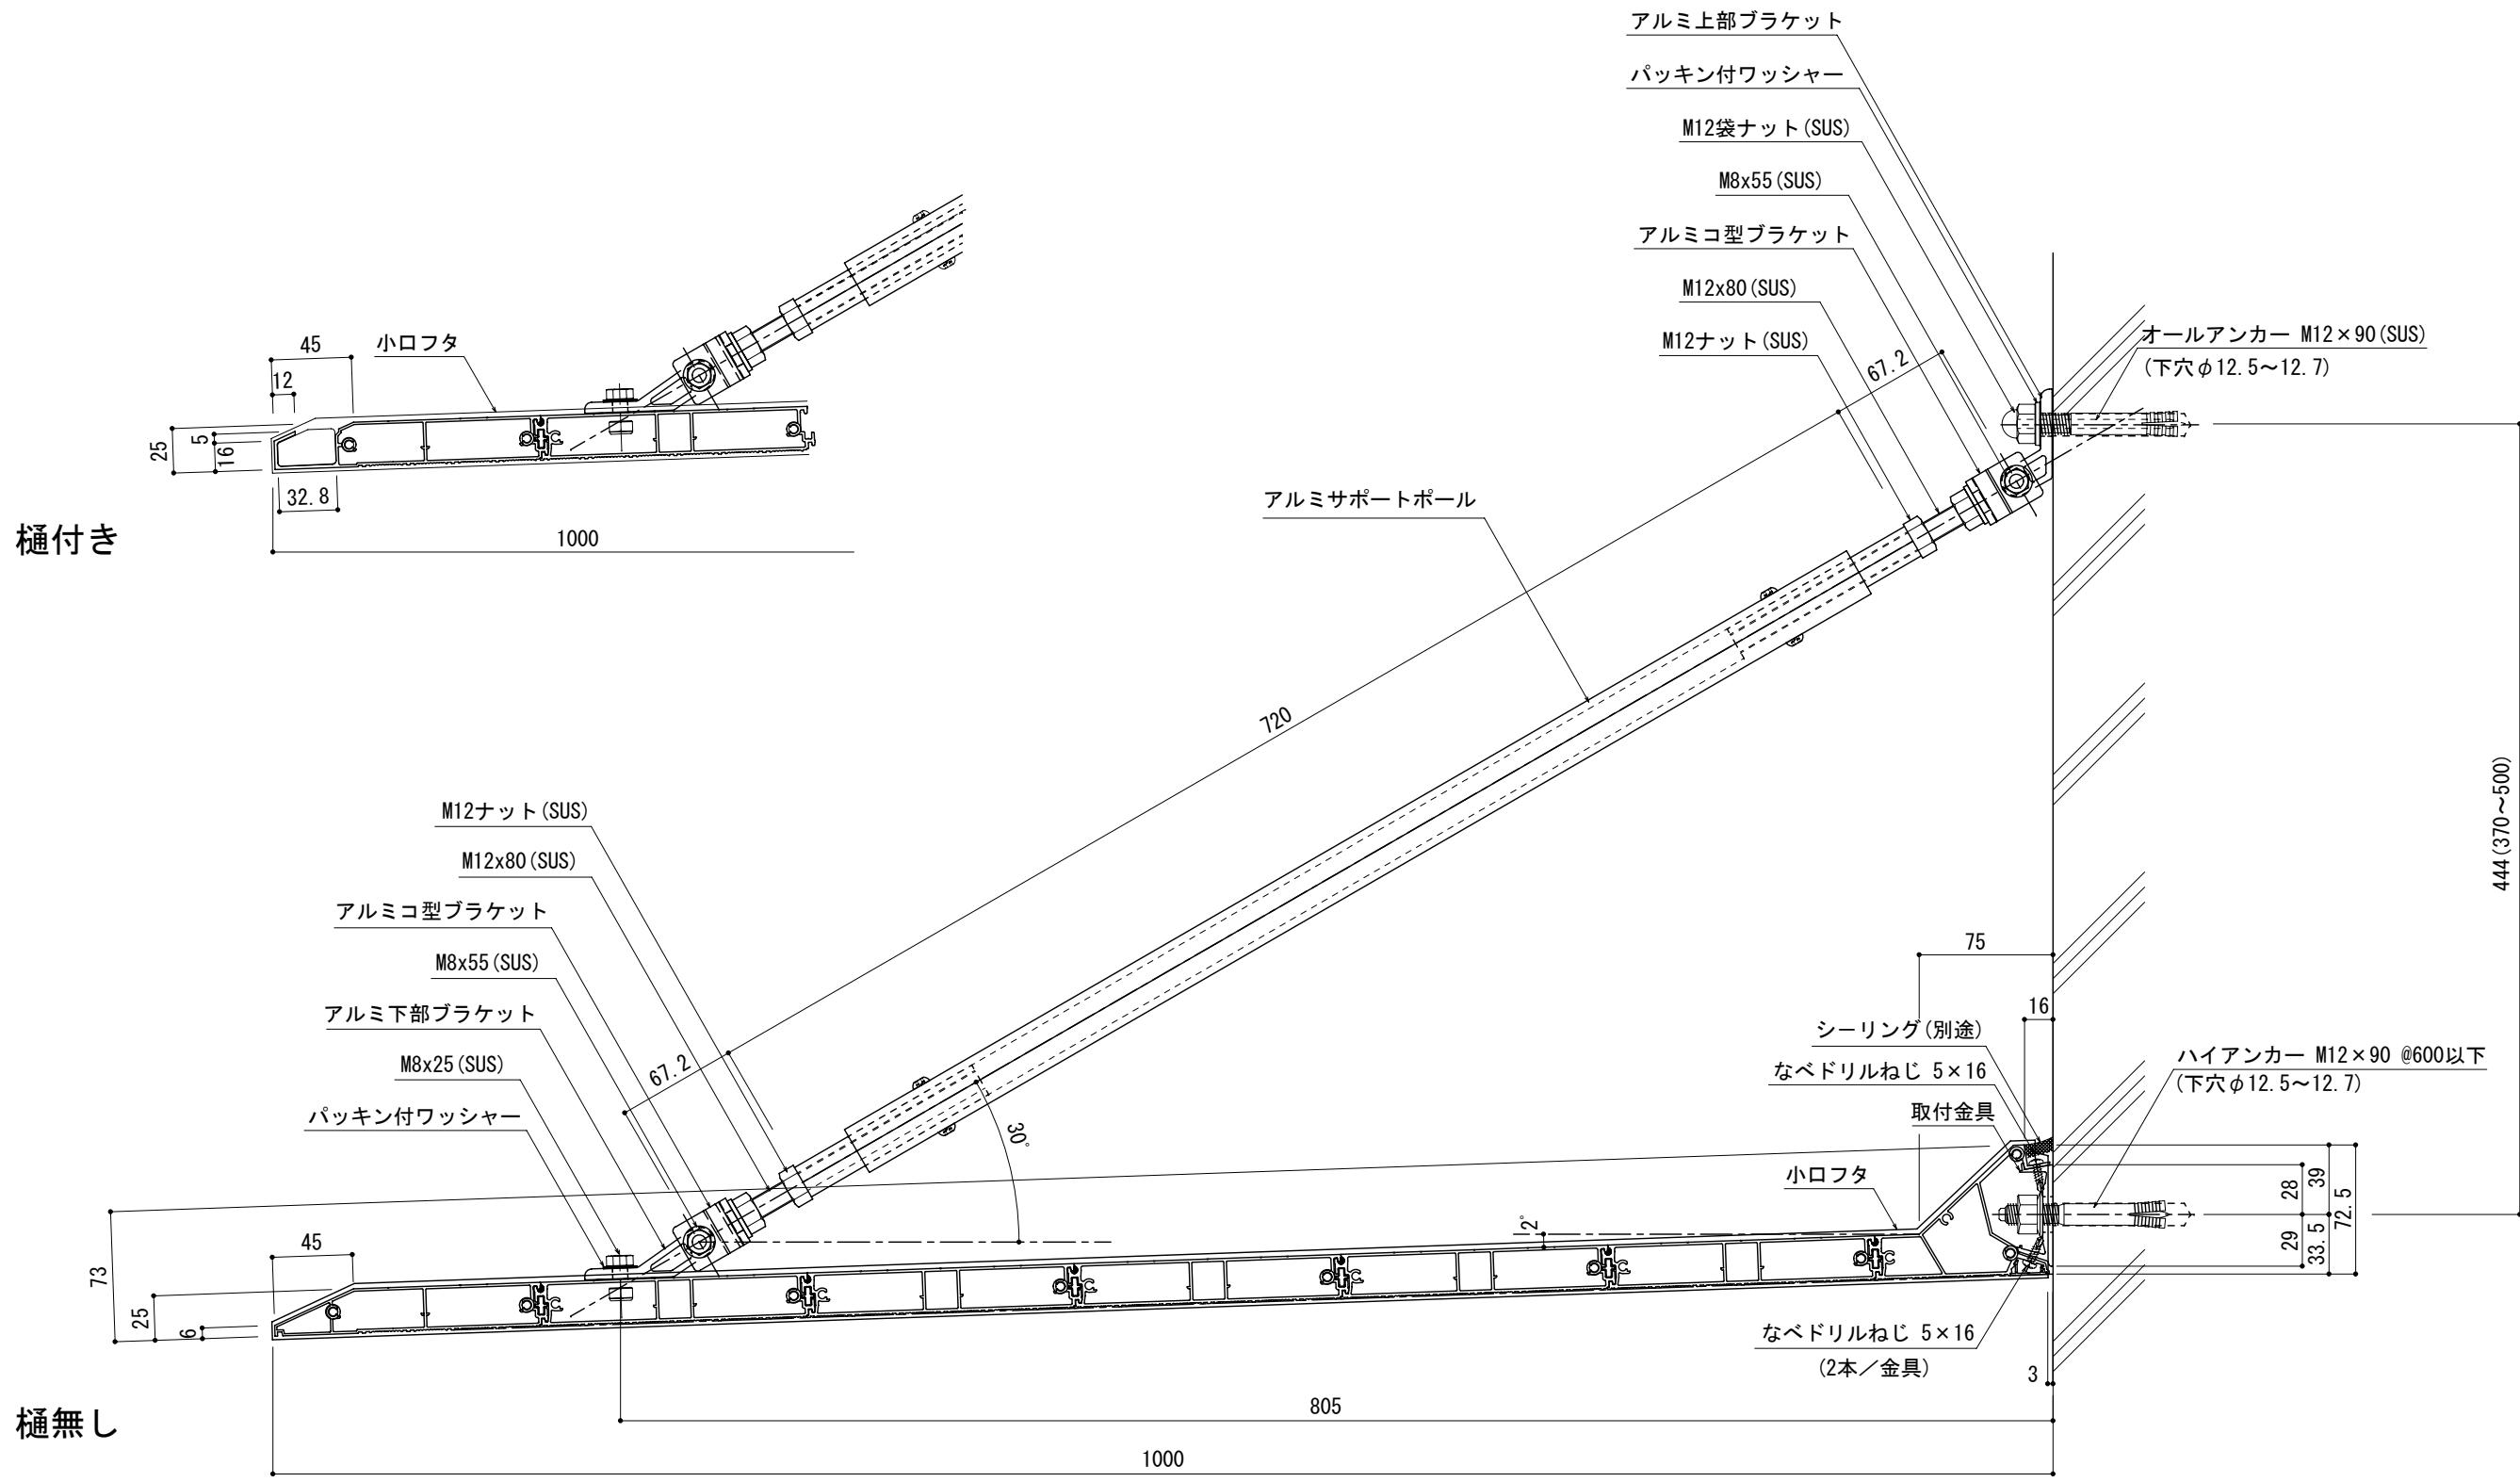 アルミ上部ブラケット
パッキン付ワッシャー
M12袋ナット(SUS)
M8x55(SUS)
アルミコ型ブラケット
M12x80(SUS)
M12ナット(SUS)
67.2
オールアンカー M12×90(SUS)
(下穴φ12.5〜12.7)
45
小口フタ
12
25
5
16
32.8
1000
樋付き
アルミサポートポール
720
444(370〜500)
M12ナット(SUS)
M12x80(SUS)
アルミコ型ブラケット
M8x55(SUS)
アルミ下部ブラケット
M8x25(SUS)
パッキン付ワッシャー
67.2
30°
75
16
シーリング(別途)
なベドリルねじ 5×16
取付金具
ハイアンカー M12×90 @600以下
(下穴φ12.5〜12.7)
小口フタ
2°
28
39
29
33.5
72.5
73
45
25
6
なベドリルねじ 5×16
(2本／金具)
3
805
樋無し
1000